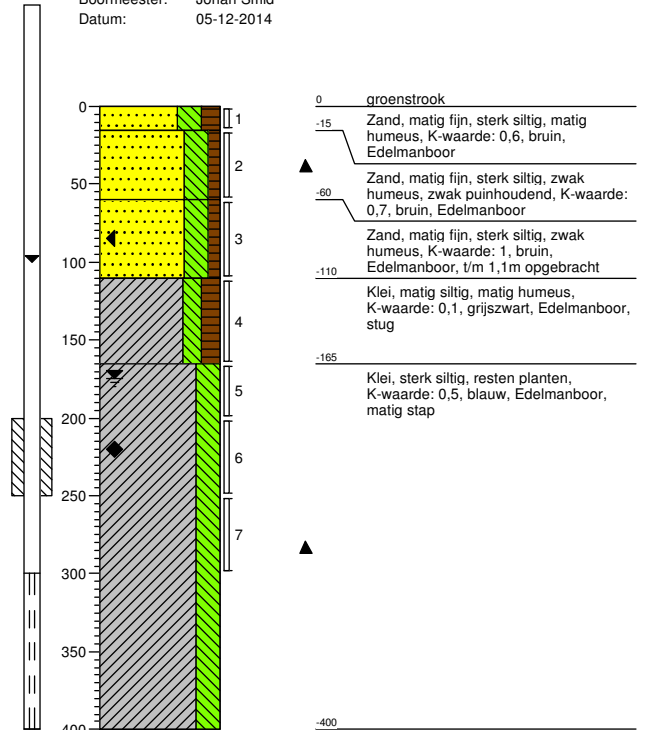 Boormeester: Johan Smid
Datum: 05-12-2014
0
50
100
150
200
250
300
350
400
1
2
3
4
5
6
7
0 groenstrook
-15 Zand, matig fijn, sterk siltig, matig
humeus, K-waarde: 0,6, bruin,
Edelmanboor
-60 Zand, matig fijn, sterk siltig, zwak
humeus, zwak puinhoudend, K-waarde:
0,7, bruin, Edelmanboor
Zand, matig fijn, sterk siltig, zwak
humeus, K-waarde: 1, bruin,
Edelmanboor, t/m 1,1m opgebracht
-110
Klei, matig siltig, matig humeus,
K-waarde: 0,1, grijszwart, Edelmanboor,
stug
-165
Klei, sterk siltig, resten planten,
K-waarde: 0,5, blauw, Edelmanboor,
matig stap
-400